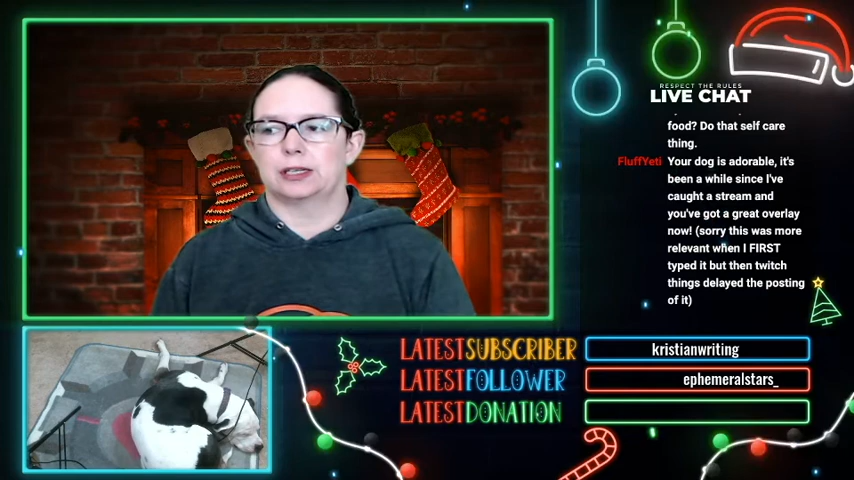 RESPECT THE RULES
LIVE CHAT
food? Do that self care
thing.
FluffYeti Your dog is adorable, it's
been a while since I've
caught a stream and
you've got a great overlay
now! (sorry this was more
relevant when I FIRST
typed it but then twitch
things delayed the posting
of it)
LATESTSUBSCRIBER kristianwriting
LATESTFOLLOWER ephemeralstars_
LATESTDONATION